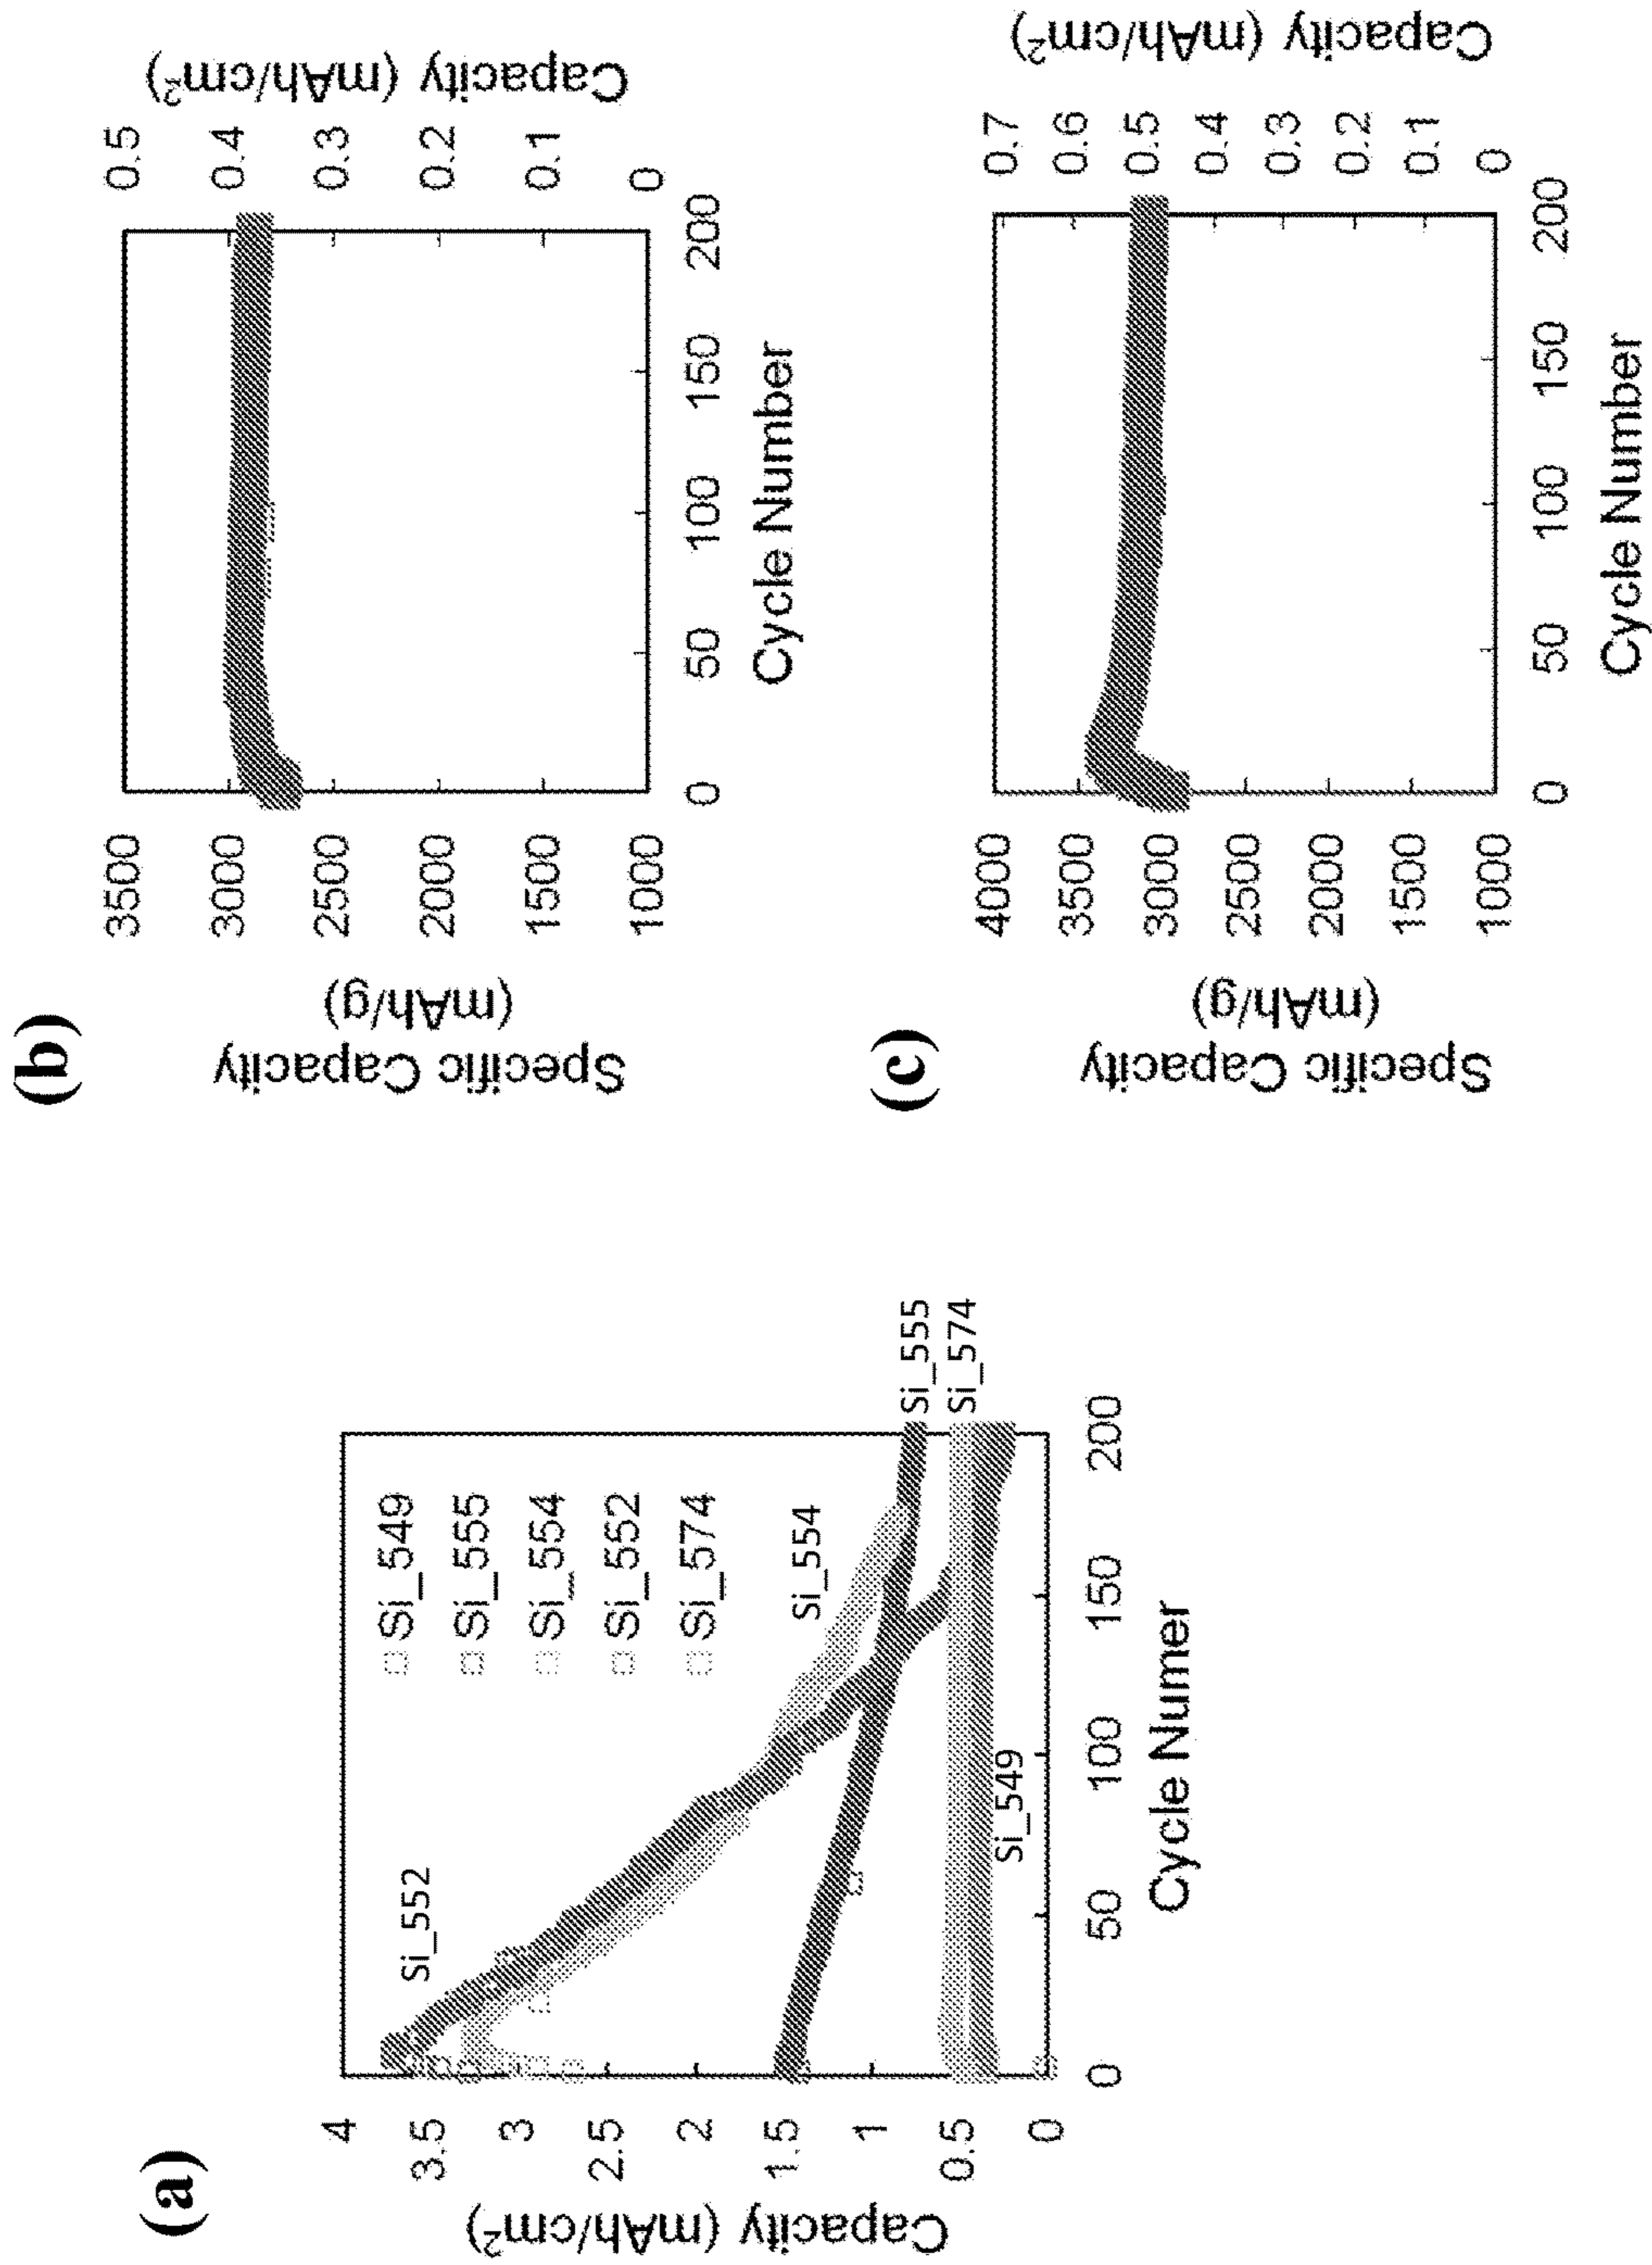 (a)
Capacity (mAh/cm²)
4
3.5
3
2.5
2
1.5
1
0.5
0
Si_549
Si_555
Si_554
Si_552
Si_574
Si_552
Si_554
Si_555
Si_574
Si_549
0 50 100 150 200
Cycle Numer
(b)
Specific Capacity
(mAh/g)
3500
3000
2500
2000
1500
1000
0.5
0.4
0.3
0.2
0.1
0
Capacity (mAh/cm²)
0 50 100 150 200
Cycle Number
(c)
Specific Capacity
(mAh/g)
4000
3500
3000
2500
2000
1500
1000
0.7
0.6
0.5
0.4
0.3
0.2
0.1
0
Capacity (mAh/cm²)
0 50 100 150 200
Cycle Number